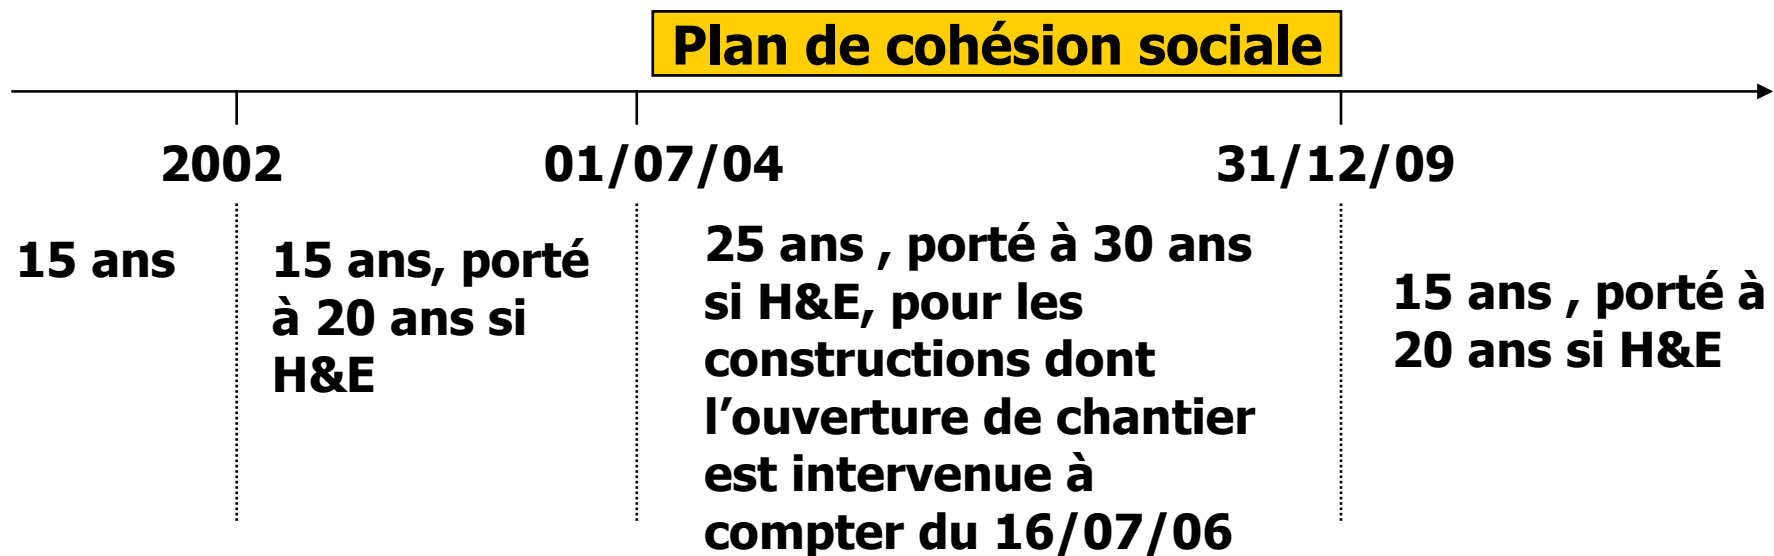 Plan de cohésion sociale
2002
01/07/04
31/12/09
15 ans
15 ans, porté
à 20 ans si
H&E
25 ans , porté à 30 ans
si H&E, pour les
constructions dont
l’ouverture de chantier
est intervenue à
compter du 16/07/06
15 ans , porté à
20 ans si H&E